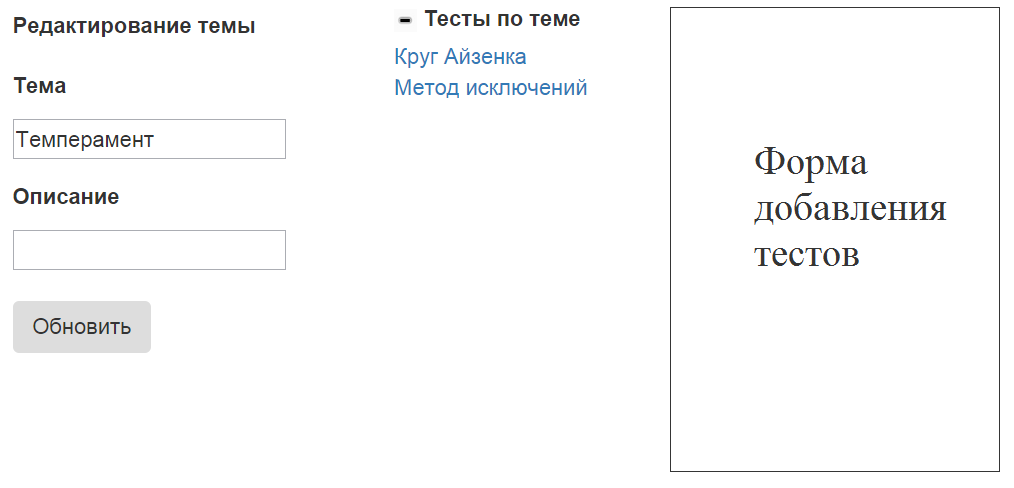 Редактирование темы
Тема
Темперамент
Описание
Обновить
Тесты по теме
Круг Айзенка
Метод исключений
Форма
добавления
тестов